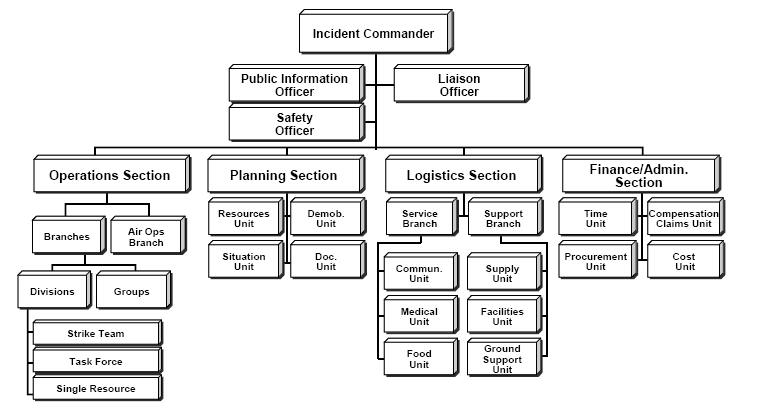 Incident Commander
Public Information
Officer
Liaison
Officer
Safety
Officer
Operations Section
Planning Section
Logistics Section
Finance/Admin.
Section
Branches
Air Ops
Branch
Resources
Unit
Demob.
Unit
Service
Branch
Support
Branch
Time
Unit
Compensation
Claims Unit
Situation
Unit
Doc.
Unit
Procurement
Unit
Cost
Unit
Divisions
Groups
Commun.
Unit
Supply
Unit
Strike Team
Medical
Unit
Facilities
Unit
Task Force
Food
Unit
Ground
Support
Unit
Single Resource